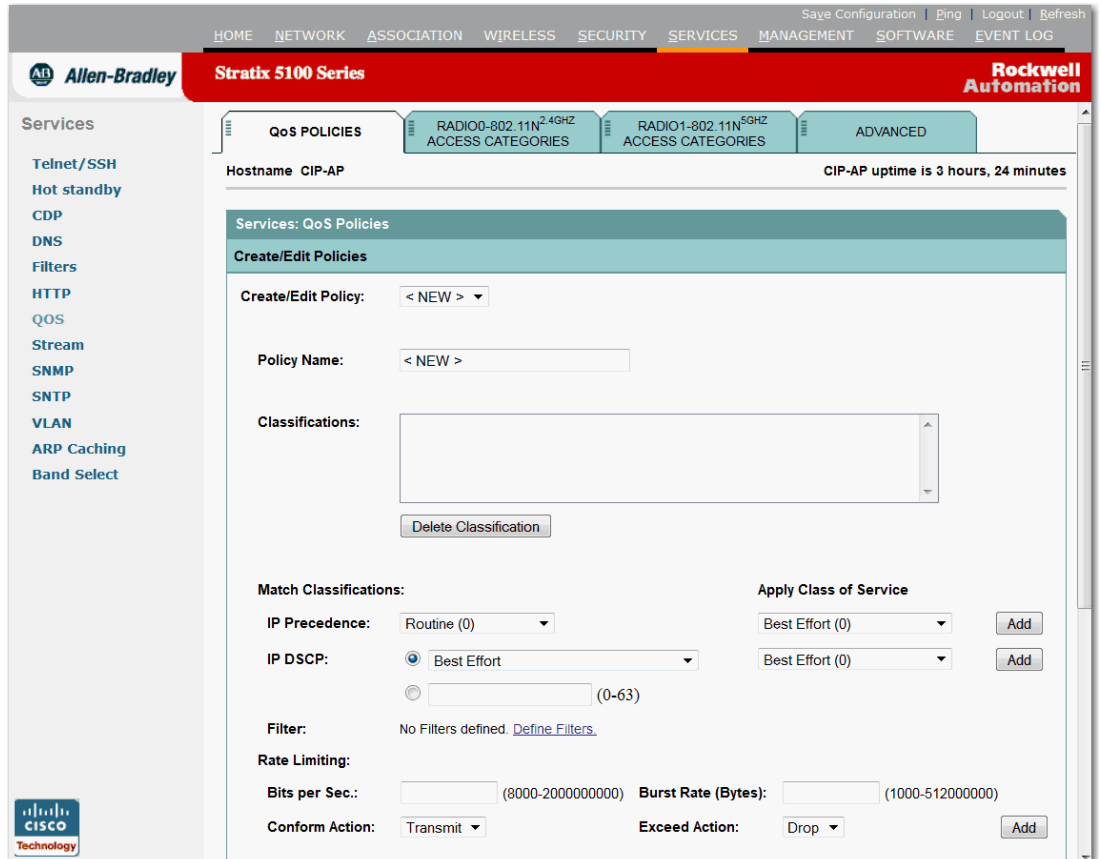 Save Configuration | Ping | Logout | Refresh
HOME NETWORK ASSOCIATION WIRELESS SECURITY SERVICES MANAGEMENT SOFTWARE EVENT LOG
AB Allen-Bradley
Stratix 5100 Series
Rockwell
Automation
Services
Telnet/SSH
Hot standby
CDP
DNS
Filters
HTTP
QOS
Stream
SNMP
SNTP
VLAN
ARP Caching
Band Select
QoS POLICIES
RADIO0-802.11N2.4GHZ
ACCESS CATEGORIES
RADIO1-802.11N5GHZ
ACCESS CATEGORIES
ADVANCED
Hostname CIP-AP
CIP-AP uptime is 3 hours, 24 minutes
Services: QoS Policies
Create/Edit Policies
Create/Edit Policy: < NEW >
Policy Name: < NEW >
Classifications:
Delete Classification
Match Classifications: Apply Class of Service
IP Precedence: Routine (0) Best Effort (0) Add
IP DSCP: Best Effort Best Effort (0) Add
(0-63)
Filter: No Filters defined. Define Filters.
Rate Limiting:
Bits per Sec.: (8000-2000000000) Burst Rate (Bytes): (1000-512000000)
Conform Action: Transmit Exceed Action: Drop Add
CISCO
Technology